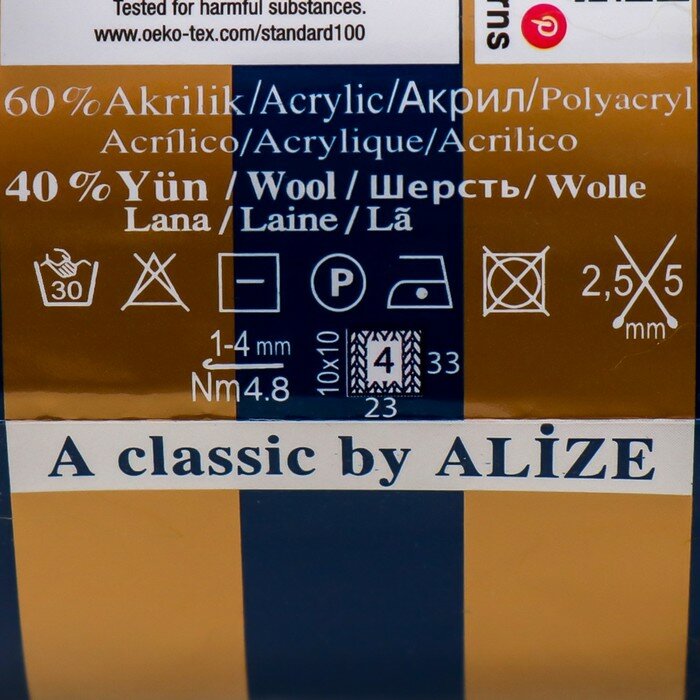 Tested for harmful substances.
www.oeko-tex.com/standard100
rns
60%Akrilik/Acrylic/Акрил/Polyacryl
Acrílico/Acrylique/Acrilico
40%Yün / Wool / Шерсть / Wolle
Lana / Laine / Lã
30
P
2,5 5
mm
1-4 mm
Nm4.8
10x10
4
33
23
A classic by ALİZE